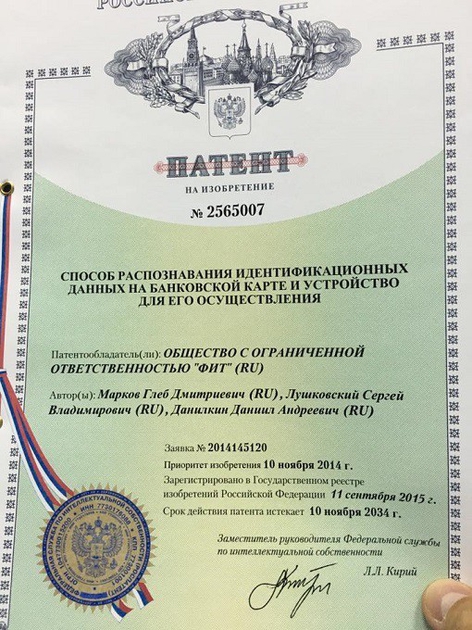 ПАТЕНТ
НА ИЗОБРЕТЕНИЕ
№ 2565007
СПОСОБ РАСПОЗНАВАНИЯ ИДЕНТИФИКАЦИОННЫХ
ДАННЫХ НА БАНКОВСКОЙ КАРТЕ И УСТРОЙСТВО
ДЛЯ ЕГО ОСУЩЕСТВЛЕНИЯ
Патентообладатель(ли): ОБЩЕСТВО С ОГРАНИЧЕННОЙ
ОТВЕТСТВЕННОСТЬЮ "ФИТ" (RU)
Автор(ы): Марков Глеб Дмитриевич (RU), Лушковский Сергей
Владимирович (RU), Данилкин Даниил Андреевич (RU)
Заявка № 2014145120
Приоритет изобретения 10 ноября 2014 г.
Зарегистрировано в Государственном реестре
изобретений Российской Федерации 11 сентября 2015 г.
Срок действия патента истекает 10 ноября 2034 г.
Заместитель руководителя Федеральной службы
по интеллектуальной собственности
Л.Л. Кирий